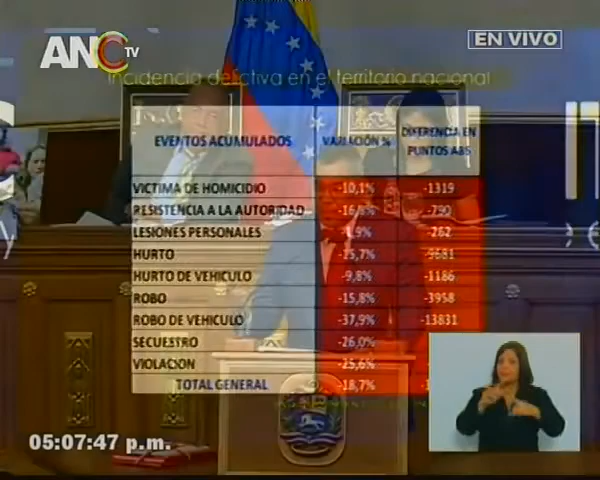 ANC TV
EN VIVO
Incidencia delictiva en el territorio nacional
EVENTOS ACUMULADOS VARIACIÓN % DIFERENCIA EN PUNTOS ABS
VICTIMA DE HOMICIDIO -10,1% -1319
RESISTENCIA A LA AUTORIDAD -790
LESIONES PERSONALES -262
HURTO -9681
HURTO DE VEHICULO -9,8% -1186
ROBO -15,8% -3958
ROBO DE VEHICULO -37,9% -13831
SECUESTRO -26,0%
VIOLACION -25,6%
TOTAL GENERAL -18,7%
05:07:47 p.m.